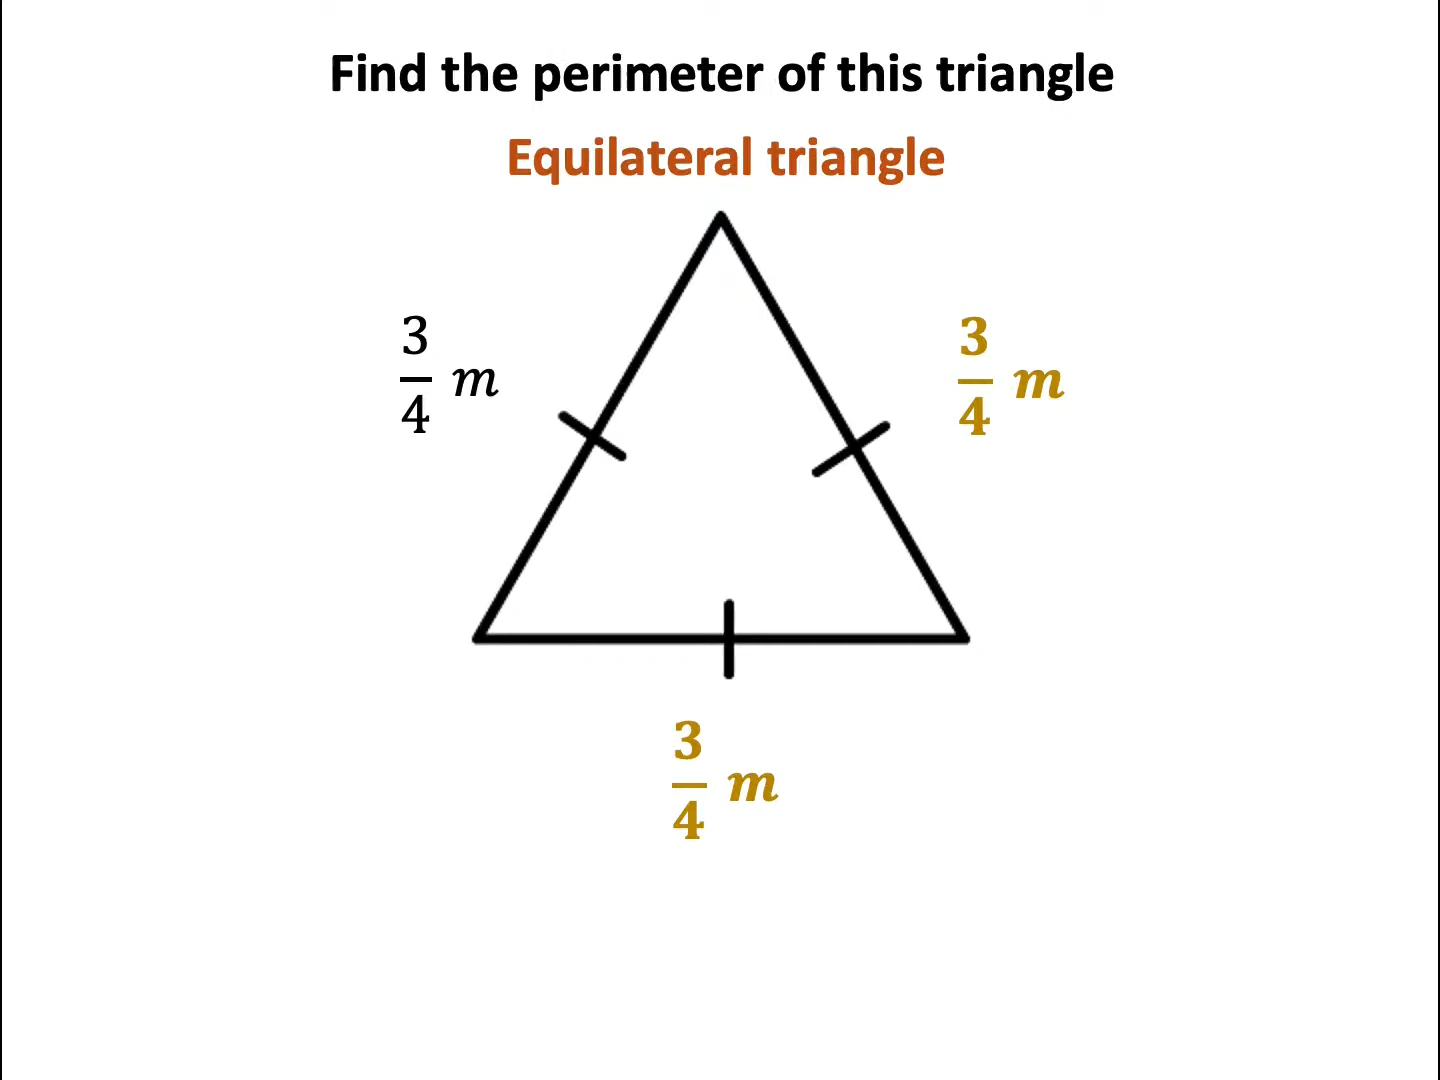 Find the perimeter of this triangle
Equilateral triangle
3/4 m
3/4 m
3/4 m